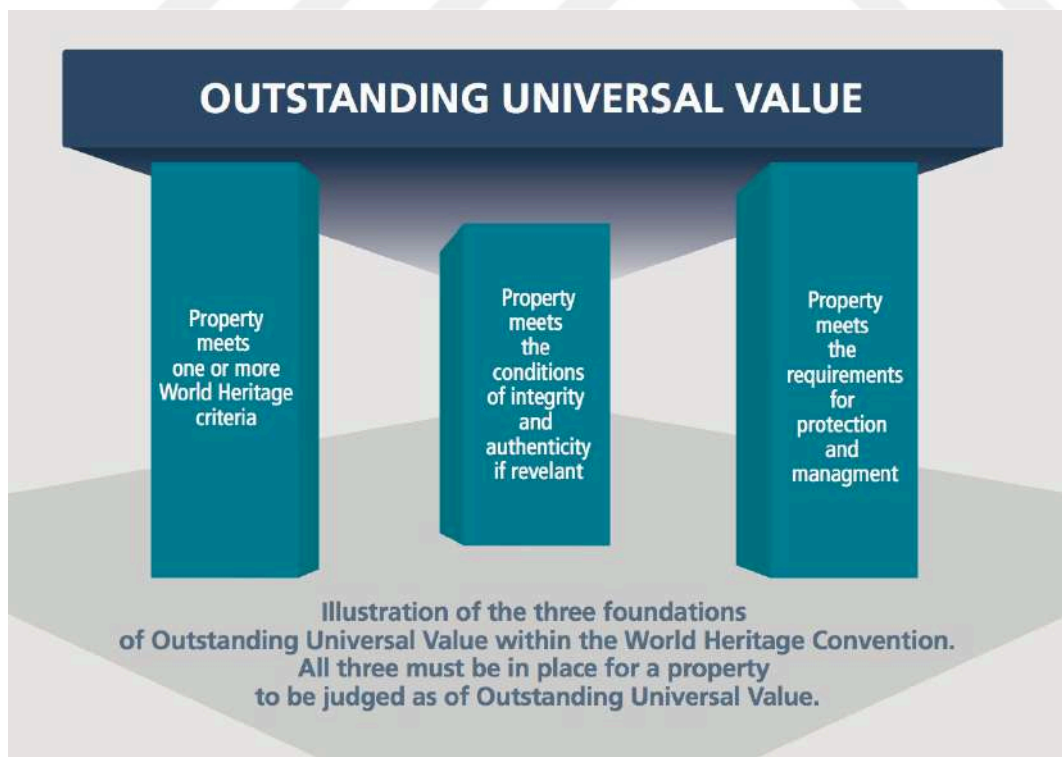 OUTSTANDING UNIVERSAL VALUE
Property
meets
one or more
World Heritage
criteria
Property
meets
the
conditions
of integrity
and
authenticity
if revelant
Property
meets
the
requirements
for
protection
and
managment
Illustration of the three foundations
of Outstanding Universal Value within the World Heritage Convention.
All three must be in place for a property
to be judged as of Outstanding Universal Value.